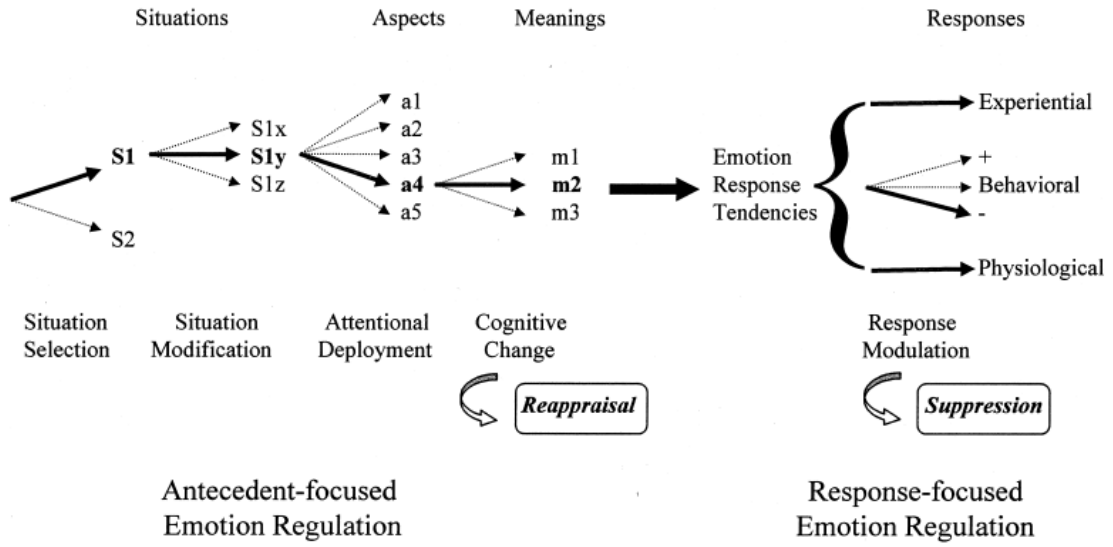 Situations Aspects Meanings Responses
a1 Experiential
S1x a2 +
S1 S1y a3 m1 Emotion
S1z a4 m2 Response Behavioral
a5 m3 Tendencies -
S2
Physiological
Situation Situation Attentional Cognitive Response
Selection Modification Deployment Change Modulation
Reappraisal Suppression
Antecedent-focused Response-focused
Emotion Regulation Emotion Regulation